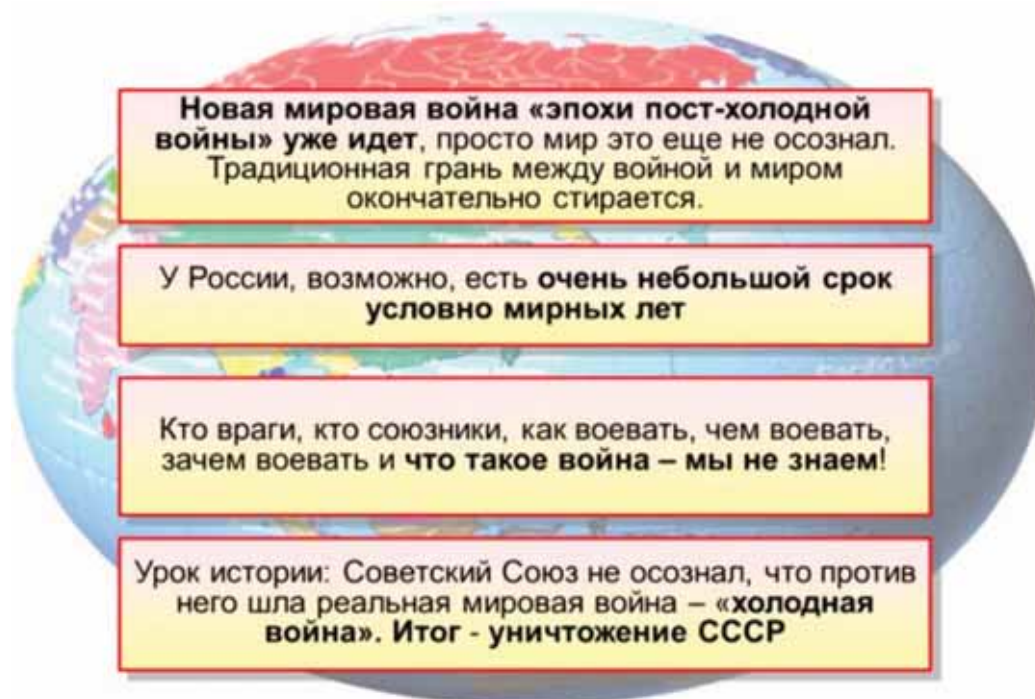 Новая мировая война «эпохи пост-холодной
войны» уже идет, просто мир это еще не осознал.
Традиционная грань между войной и миром
окончательно стирается.
У России, возможно, есть очень небольшой срок
условно мирных лет
Кто враги, кто союзники, как воевать, чем воевать,
зачем воевать и что такое война – мы не знаем!
Урок истории: Советский Союз не осознал, что против
него шла реальная мировая война – «холодная
война». Итог - уничтожение СССР